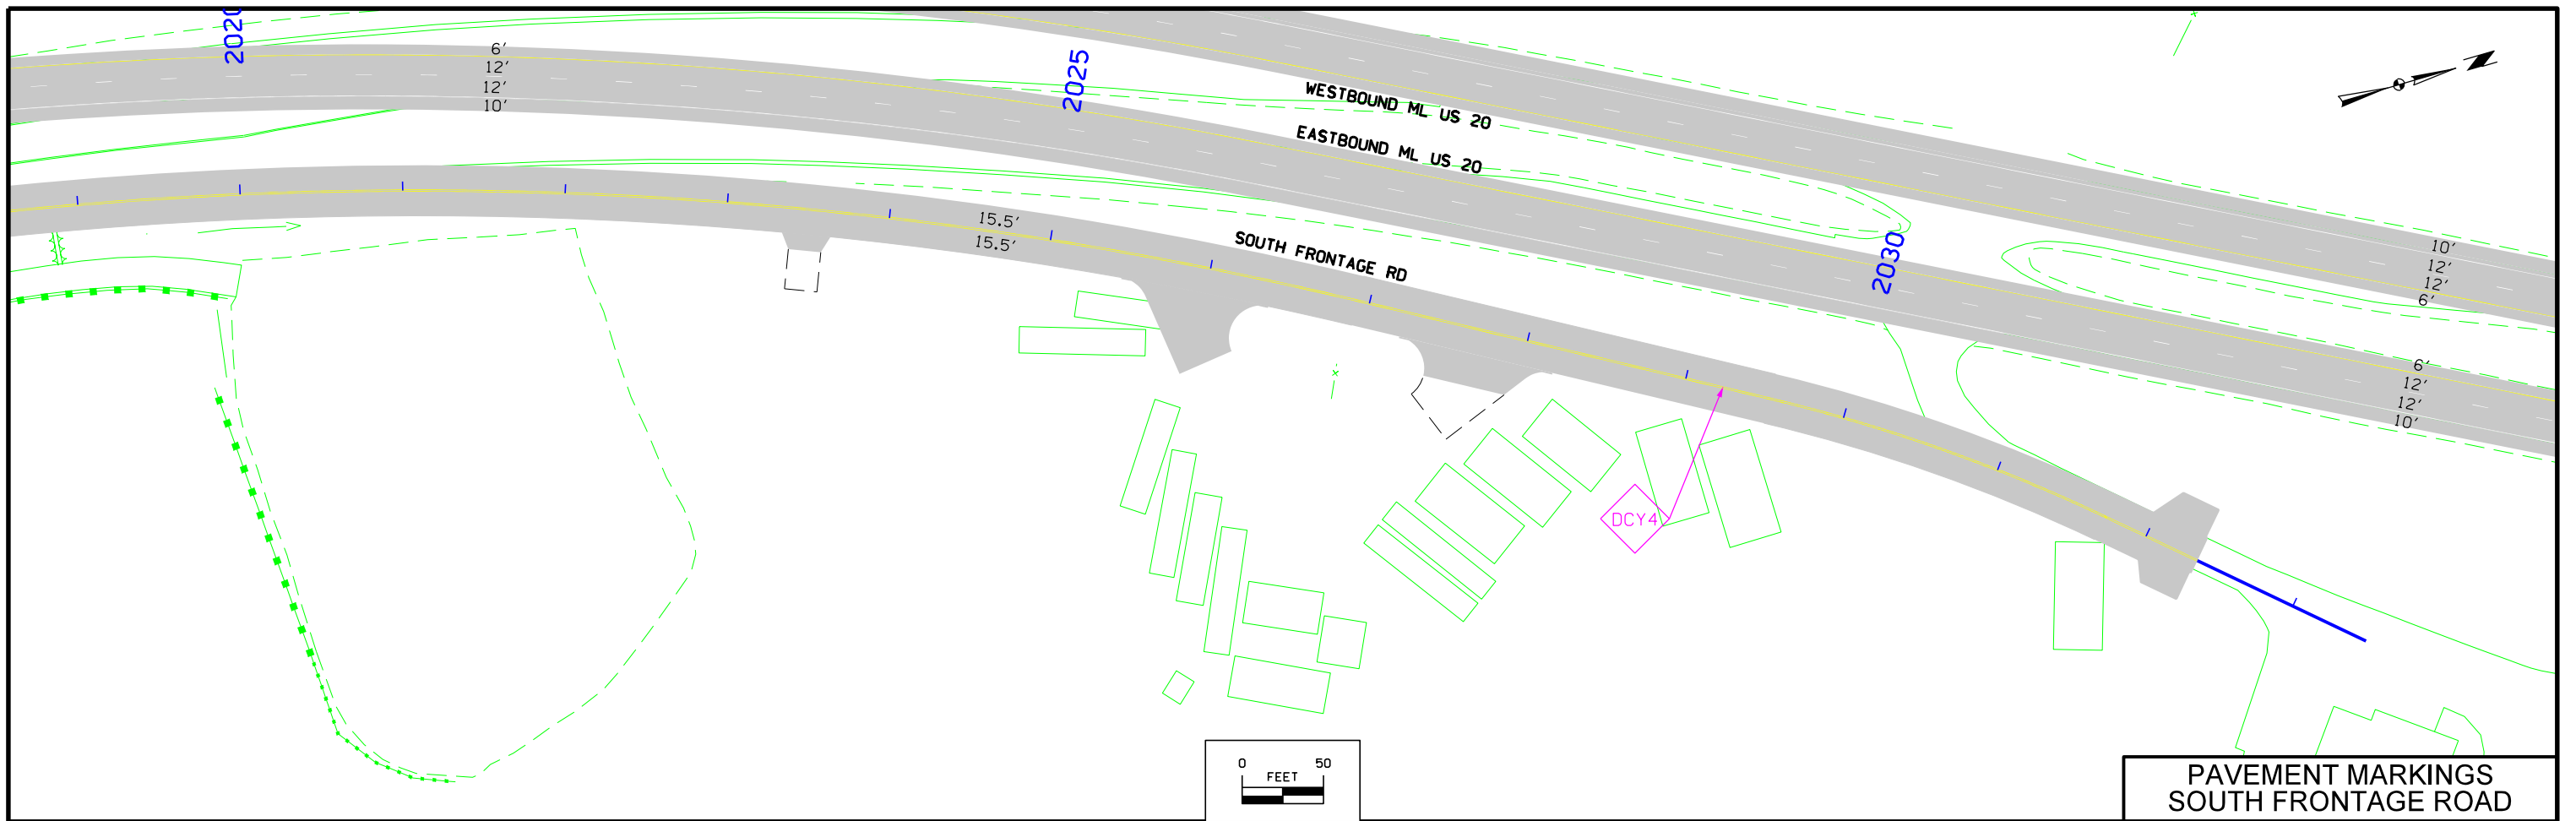 2020
6'
12'
12'
10'
2025
WESTBOUND ML US 20
EASTBOUND ML US 20
15.5'
15.5'
SOUTH FRONTAGE RD
2030
10'
12'
12'
6'
6'
12'
12'
10'
N
DCY4
0 50
FEET
PAVEMENT MARKINGS
SOUTH FRONTAGE ROAD